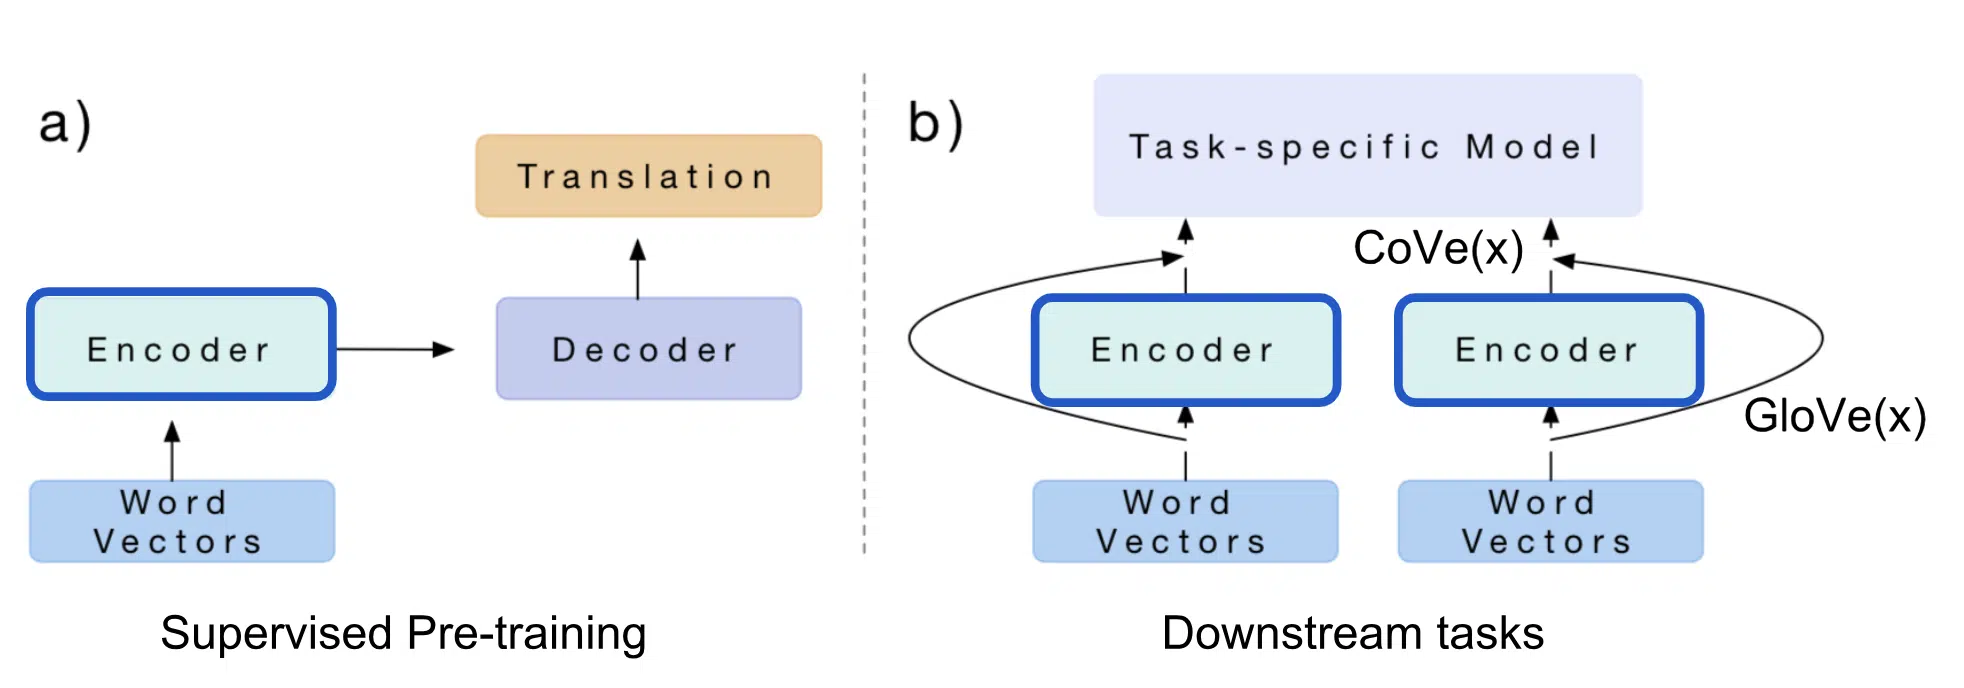 a)
Translation
Encoder
Decoder
Word
Vectors
Supervised Pre-training
b)
Task-specific Model
CoVe(x)
Encoder
Encoder
GloVe(x)
Word
Vectors
Word
Vectors
Downstream tasks